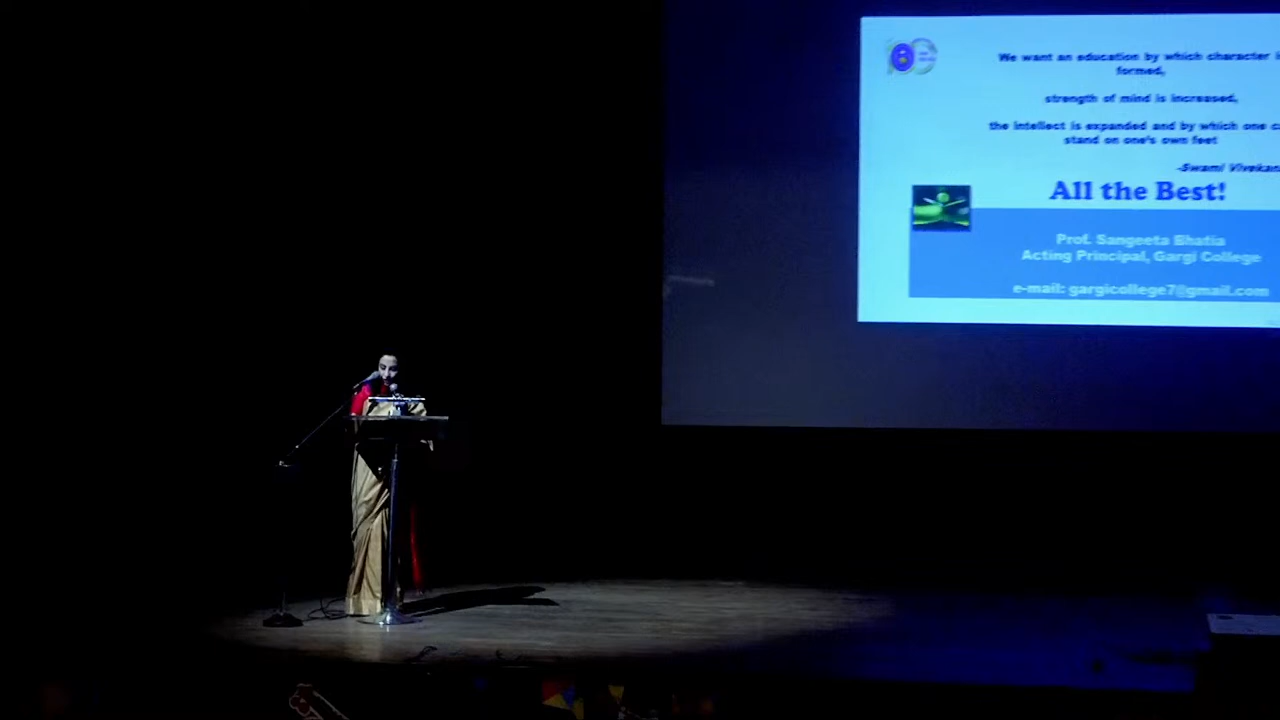 We want an education by which character i
formed,
strength of mind is increased,
the intellect is expanded and by which one c
stand on one's own feet
-Swami Vivekan
All the Best!
Prof. Sangeeta Bhatia
Acting Principal, Gargi College
e-mail: gargicollege7@gmail.com